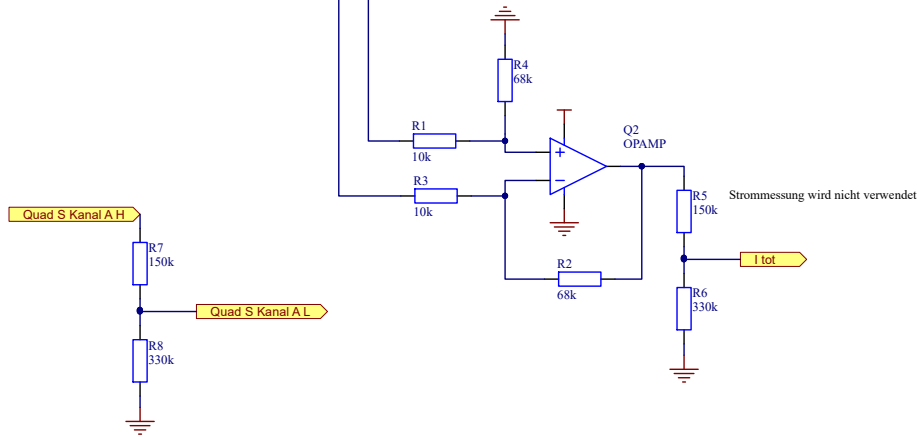 R4
68k
R1
10k
Q2
OPAMP
R3
10k
R5
150k
Strommessung wird nicht verwendet
Quad S Kanal A H
R7
150k
I tot
R2
68k
R6
330k
Quad S Kanal A L
R8
330k